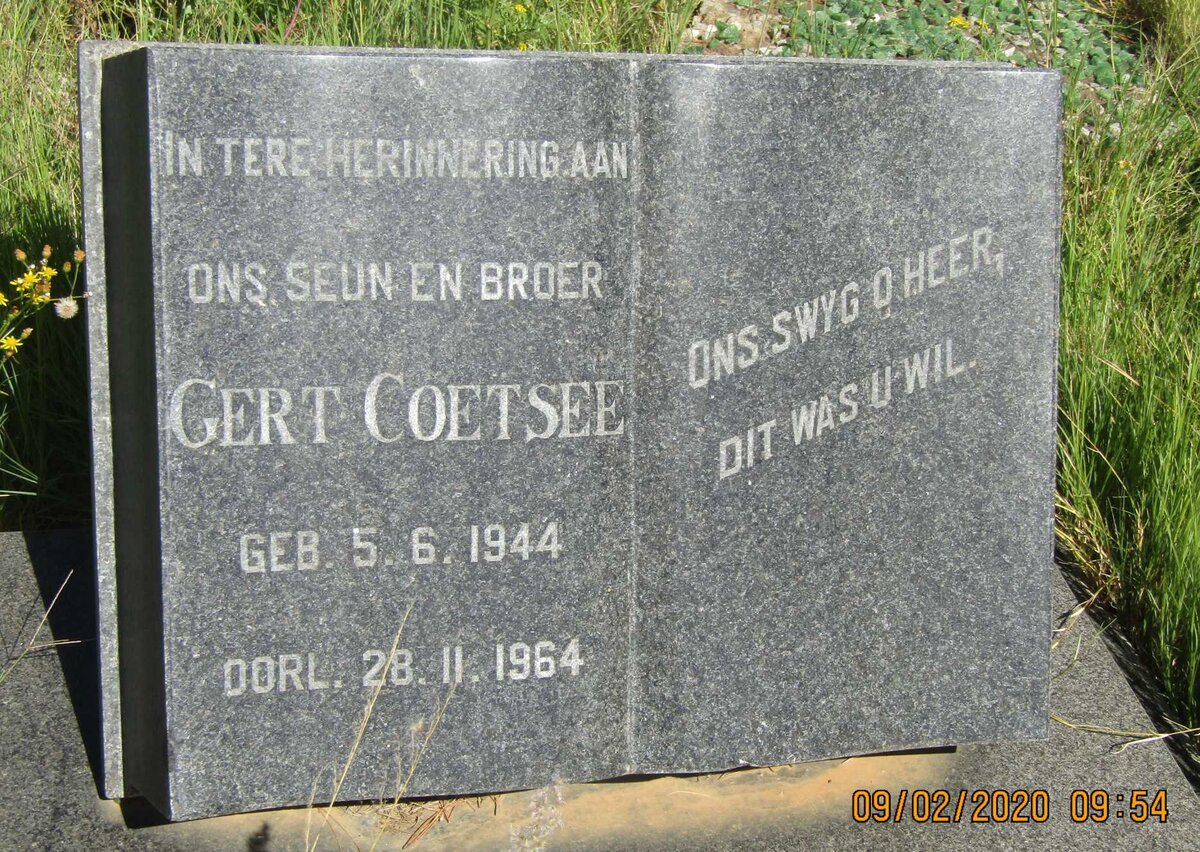 IN TERE HERINNERING AAN
ONS SEUN EN BROER
GERT COETSEE
GEB. 5. 6. 1944
OORL. 28. 11. 1964
ONS SWYG O HEER,
DIT WAS U WIL.
09/02/2020 09:54